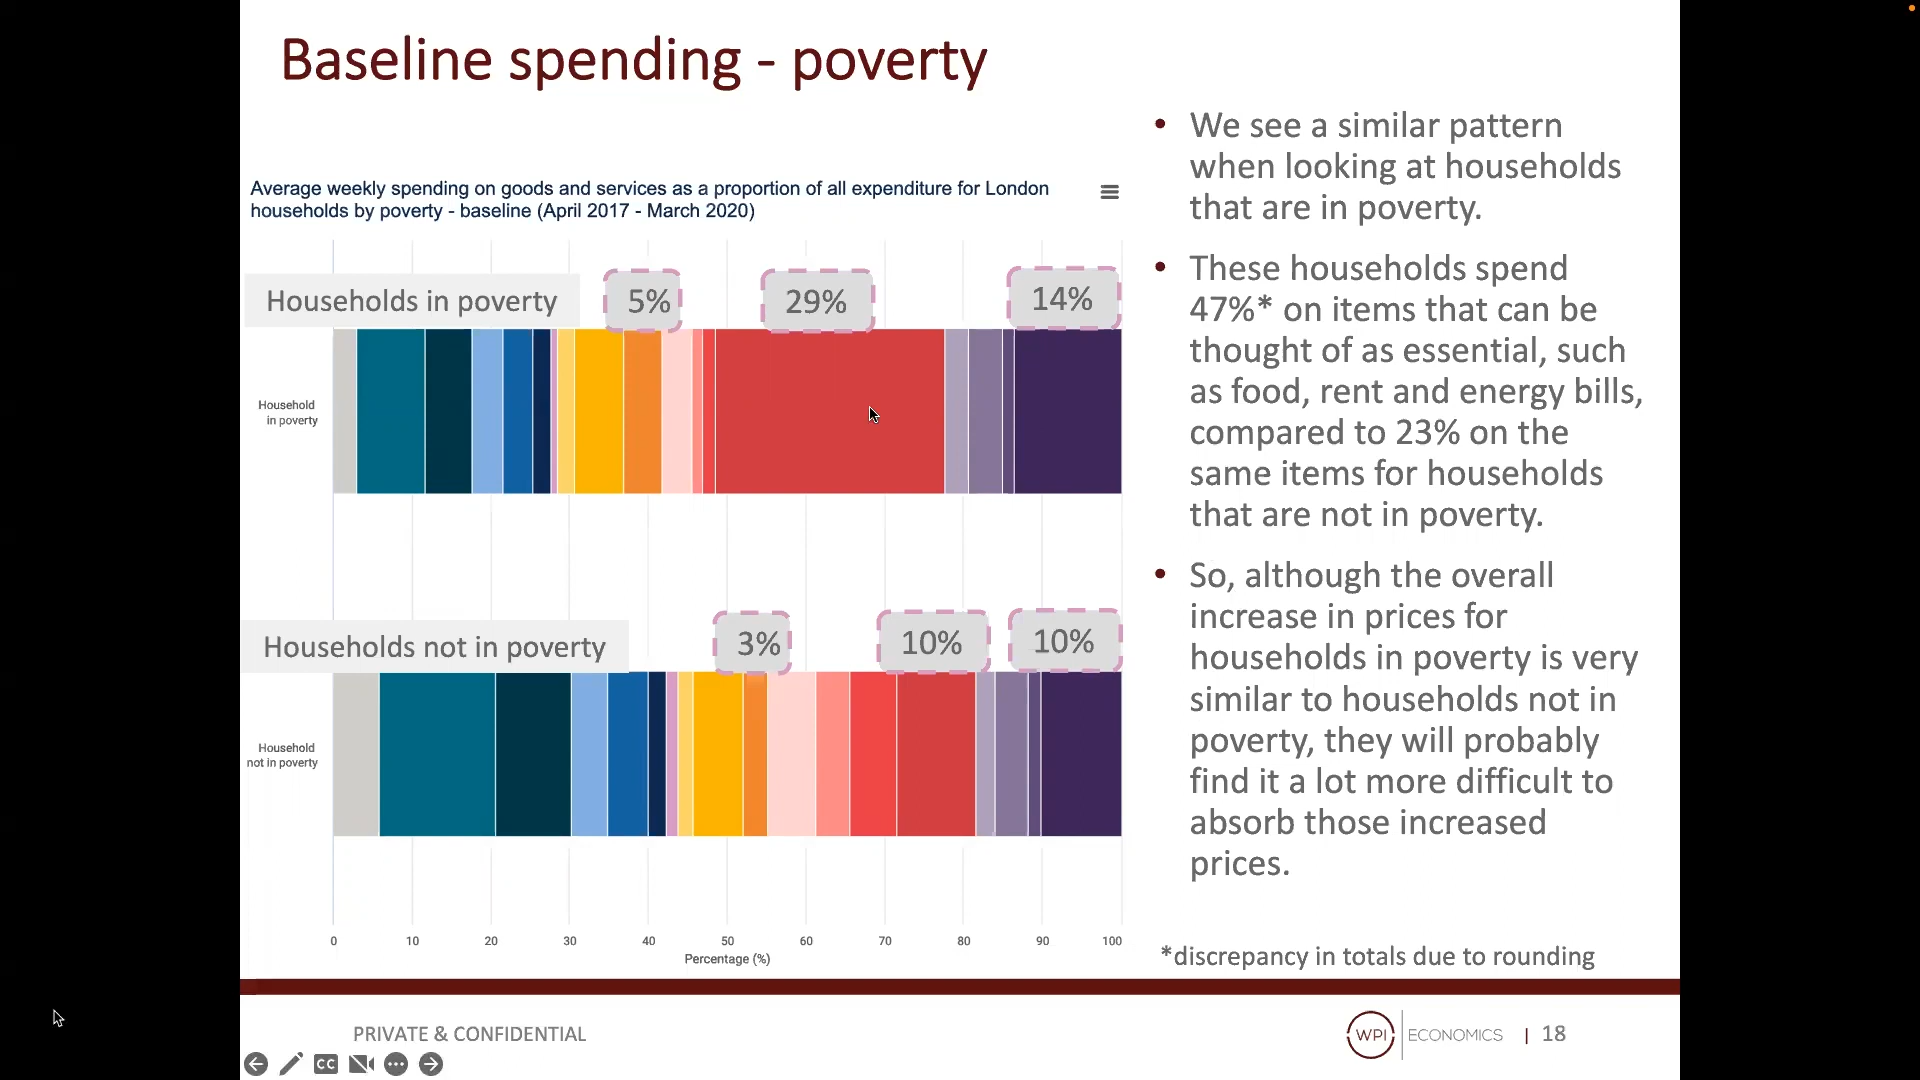 Baseline spending - poverty
Average weekly spending on goods and services as a proportion of all expenditure for London
households by poverty - baseline (April 2017 - March 2020)
Households in poverty
5%
29%
14%
Household
in poverty
Households not in poverty
3%
10%
10%
Household
not in poverty
0 10 20 30 40 50 60 70 80 90 100
Percentage (%)
• We see a similar pattern
when looking at households
that are in poverty.
• These households spend
47%* on items that can be
thought of as essential, such
as food, rent and energy bills,
compared to 23% on the
same items for households
that are not in poverty.
• So, although the overall
increase in prices for
households in poverty is very
similar to households not in
poverty, they will probably
find it a lot more difficult to
absorb those increased
prices.
*discrepancy in totals due to rounding
PRIVATE & CONFIDENTIAL
WPI ECONOMICS | 18
CC